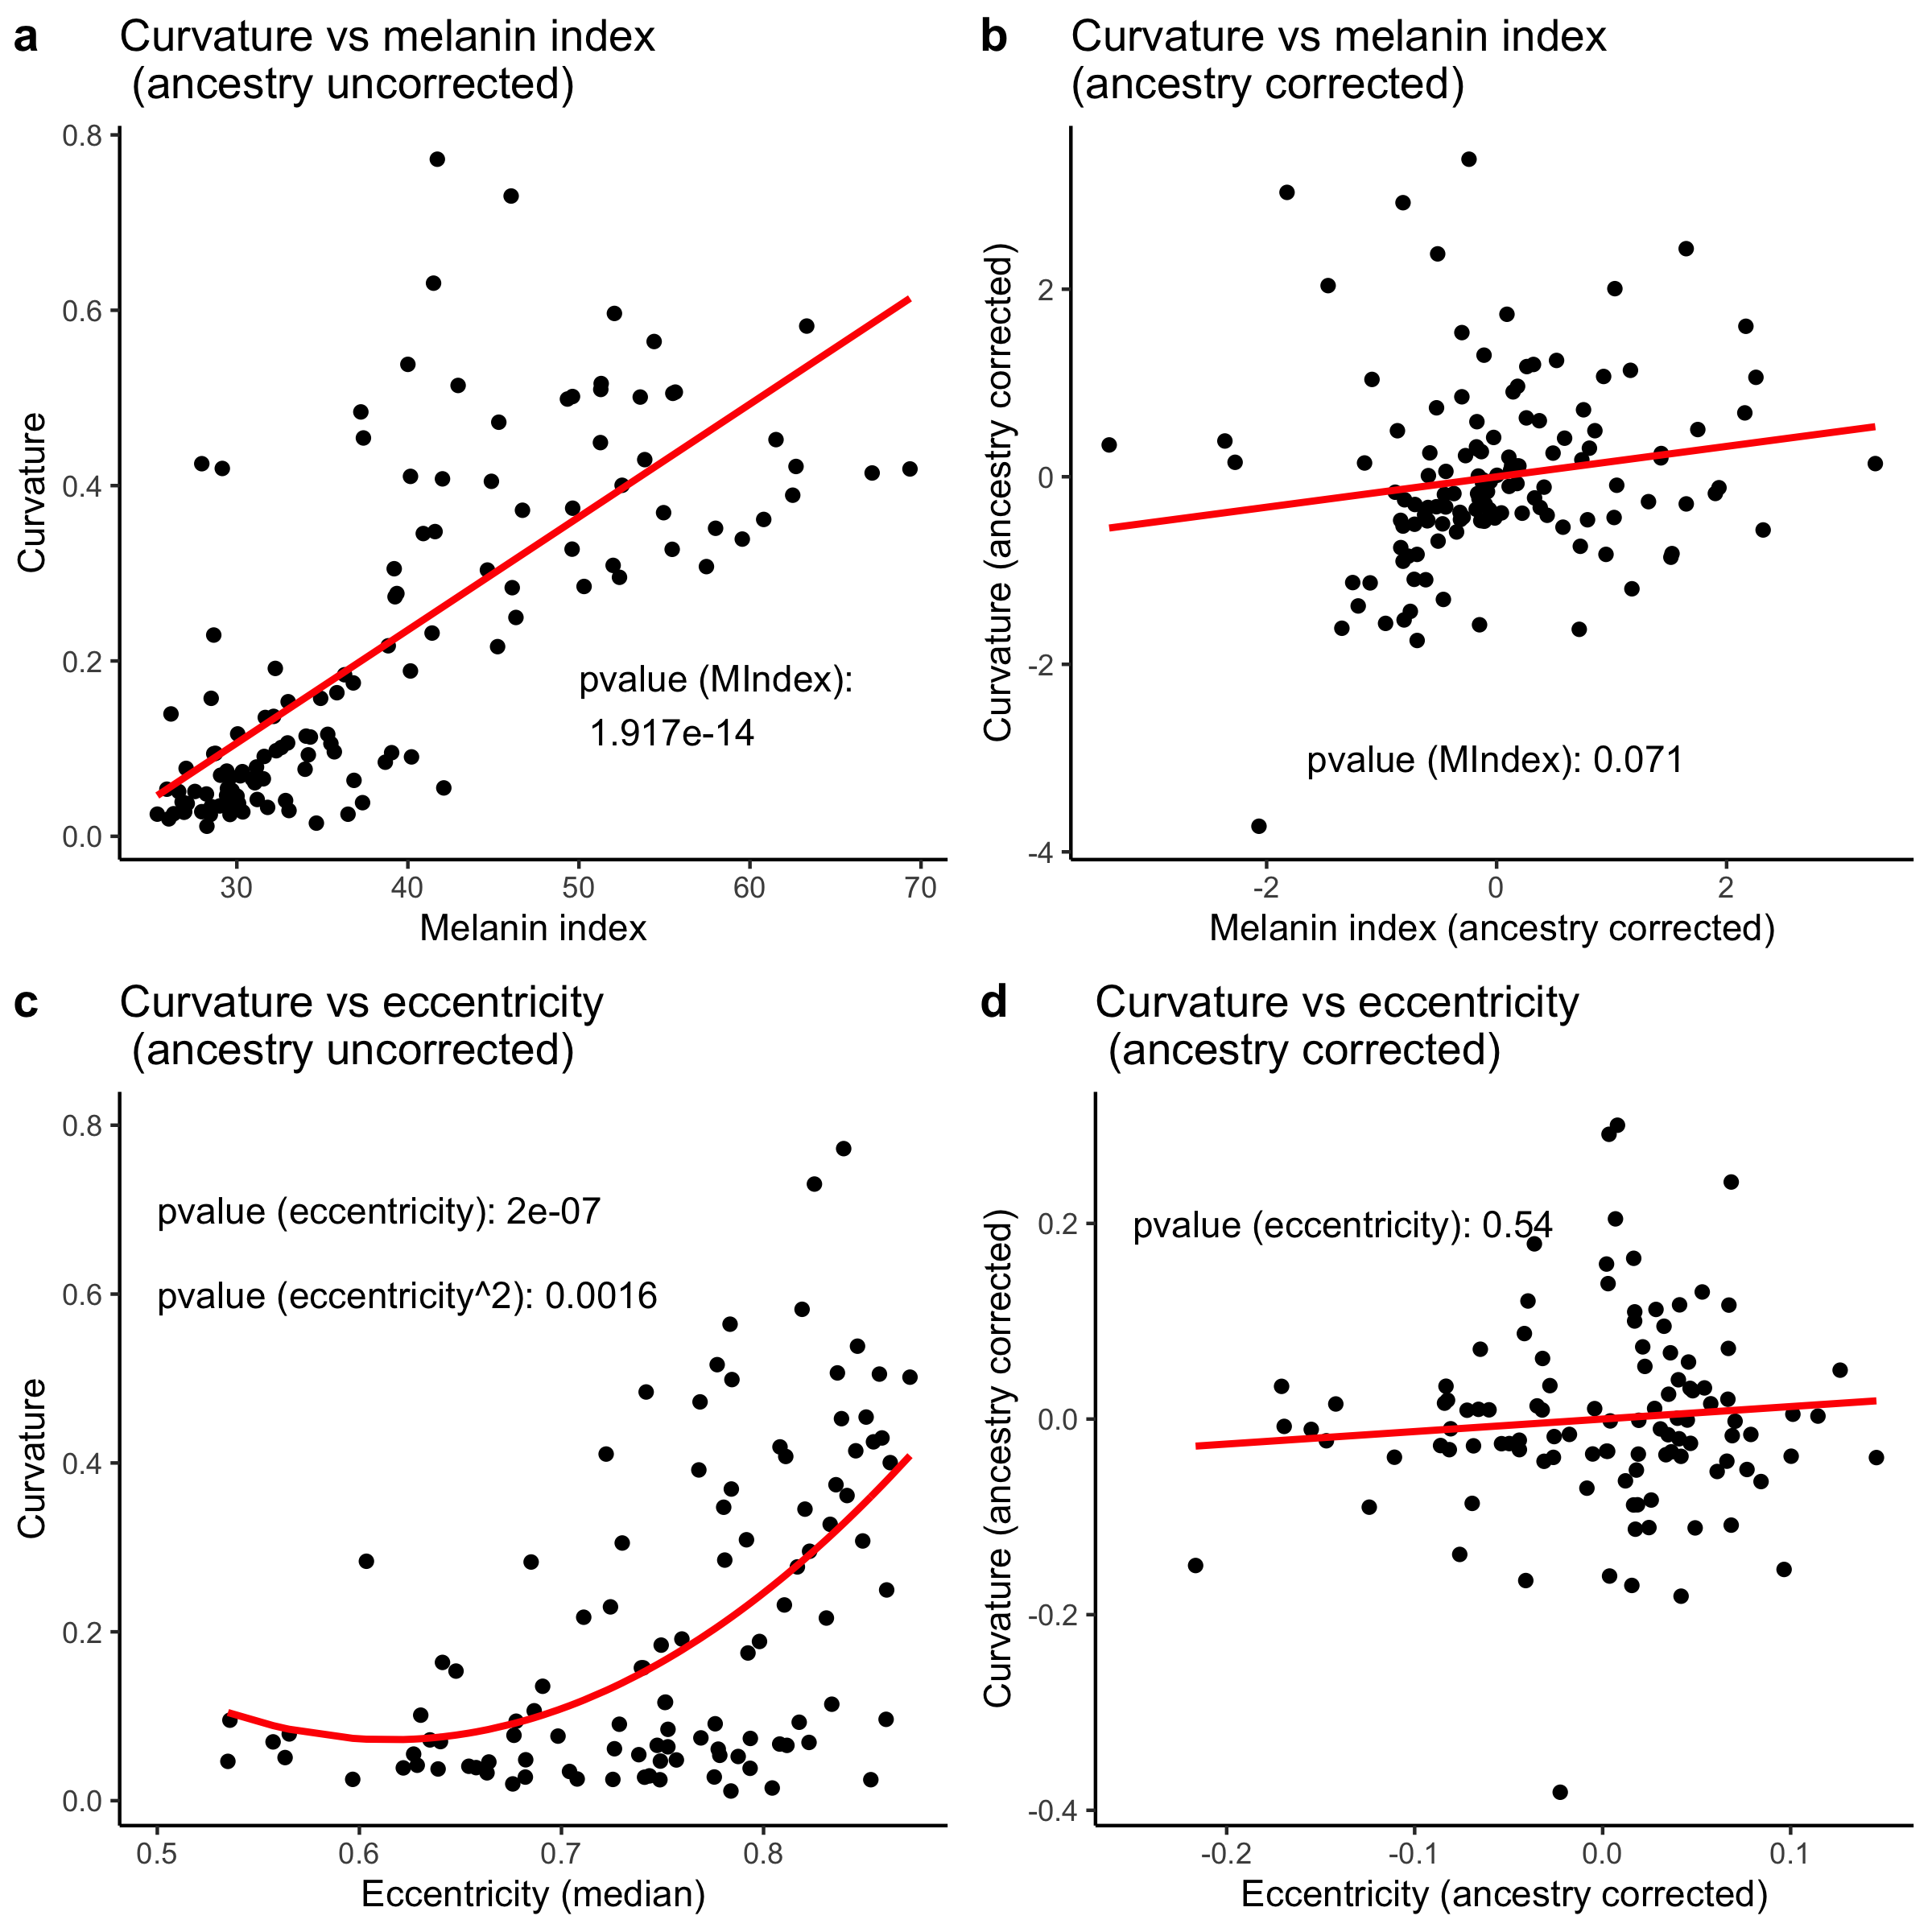 a
Curvature vs melanin index
(ancestry uncorrected)
0.8
0.6
0.4
0.2
0.0
Curvature
pvalue (MIndex):
1.917e-14
30 40 50 60 70
Melanin index
b
Curvature vs melanin index
(ancestry corrected)
2
0
-2
-4
Curvature (ancestry corrected)
pvalue (MIndex): 0.071
-2 0 2
Melanin index (ancestry corrected)
c
Curvature vs eccentricity
(ancestry uncorrected)
0.8
0.6
0.4
0.2
0.0
Curvature
pvalue (eccentricity): 2e-07
pvalue (eccentricity^2): 0.0016
0.5 0.6 0.7 0.8
Eccentricity (median)
d
Curvature vs eccentricity
(ancestry corrected)
0.2
0.0
-0.2
-0.4
Curvature (ancestry corrected)
pvalue (eccentricity): 0.54
-0.2 -0.1 0.0 0.1
Eccentricity (ancestry corrected)